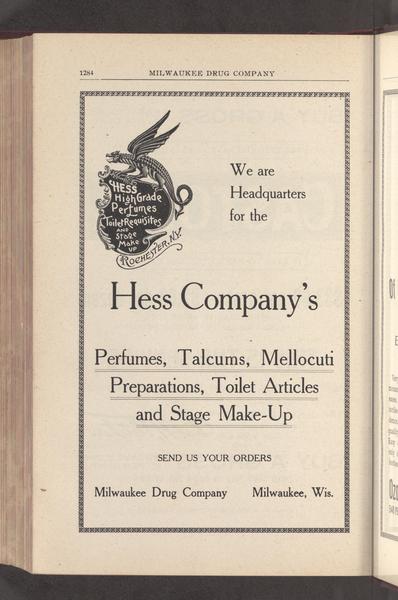 1284 MILWAUKEE DRUG COMPANY
HESS
High Grade
Perfumes
Toilet Requisites
AND
Stage
Make
UP
ROCHESTER, N.Y.
We are
Headquarters
for the
Hess Company's
Perfumes, Talcums, Mellocuti
Preparations, Toilet Articles
and Stage Make-Up
SEND US YOUR ORDERS
Milwaukee Drug Company Milwaukee, Wis.
Of